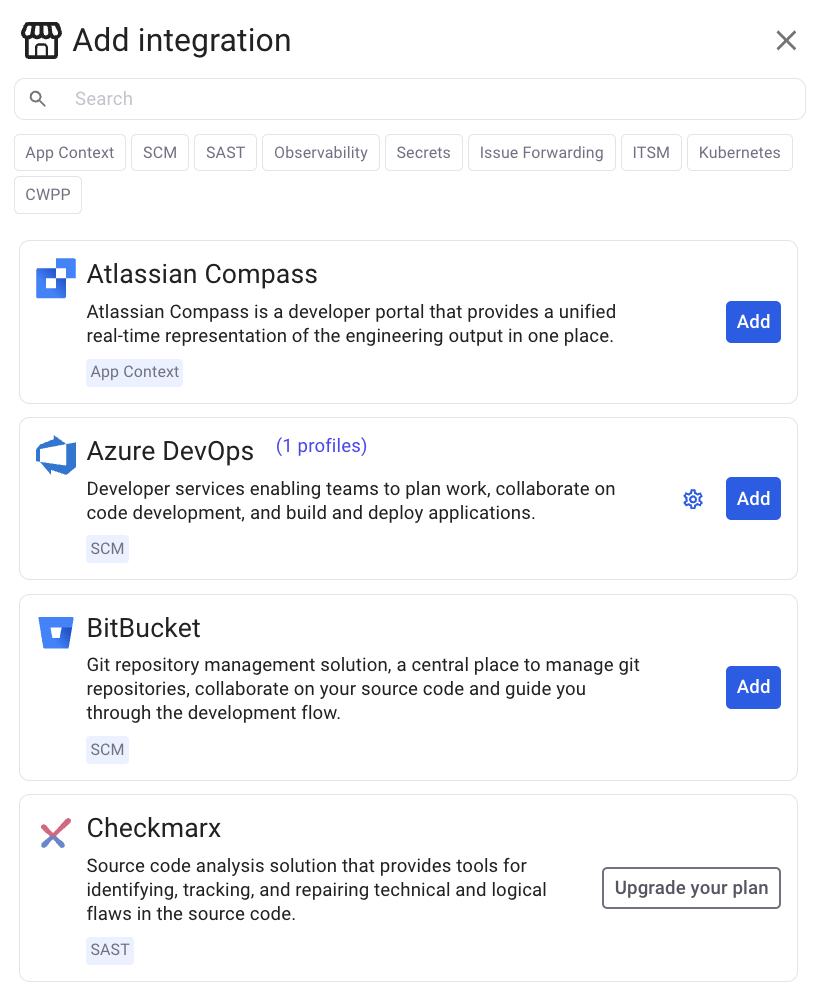 Add integration
Search
App Context SCM SAST Observability Secrets Issue Forwarding ITSM Kubernetes
CWPP
Atlassian Compass
Atlassian Compass is a developer portal that provides a unified
real-time representation of the engineering output in one place.
Add
App Context
Azure DevOps (1 profiles)
Developer services enabling teams to plan work, collaborate on
code development, and build and deploy applications.
Add
SCM
BitBucket
Git repository management solution, a central place to manage git
repositories, collaborate on your source code and guide you
through the development flow.
Add
SCM
Checkmarx
Source code analysis solution that provides tools for
identifying, tracking, and repairing technical and logical
flaws in the source code.
Upgrade your plan
SAST